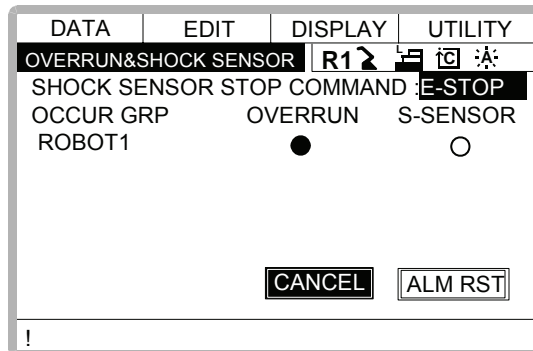 DATA EDIT DISPLAY UTILITY
OVERRUN&SHOCK SENSOR R1 L C A
SHOCK SENSOR STOP COMMAND :E-STOP
OCCUR GRP OVERRUN S-SENSOR
ROBOT1
CANCEL ALM RST
!